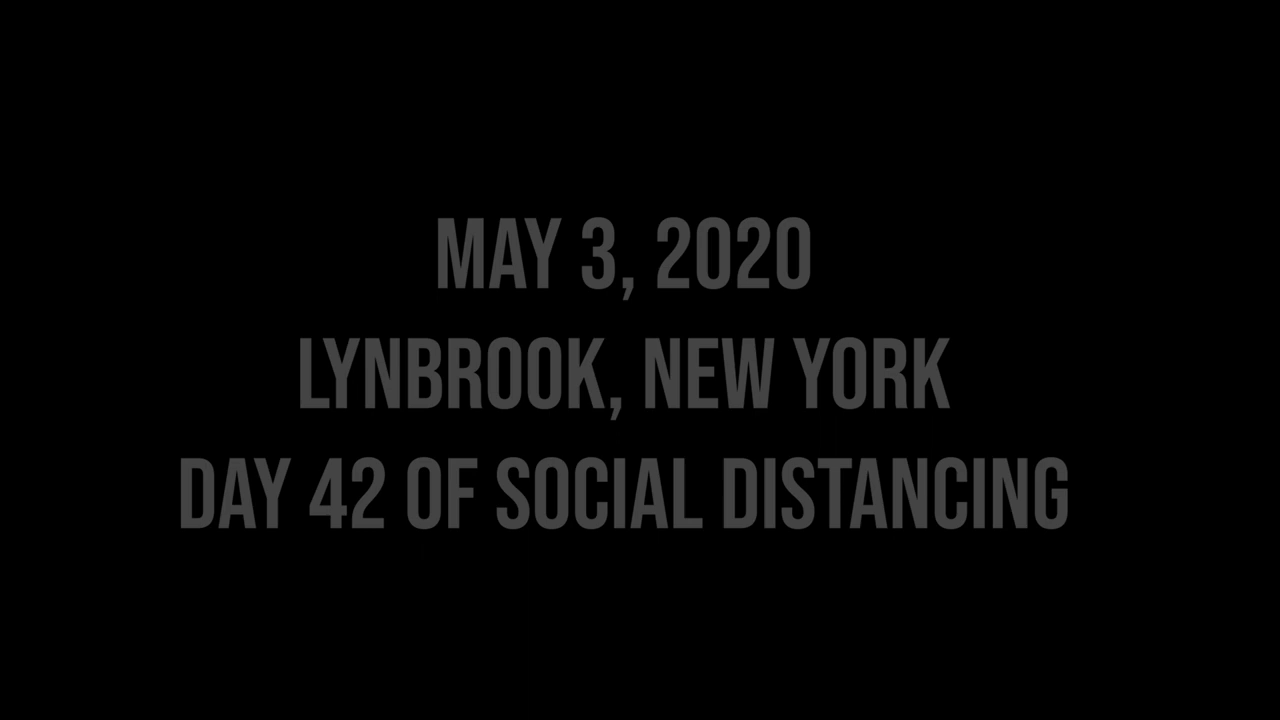 MAY 3, 2020
LYNBROOK, NEW YORK
DAY 42 OF SOCIAL DISTANCING